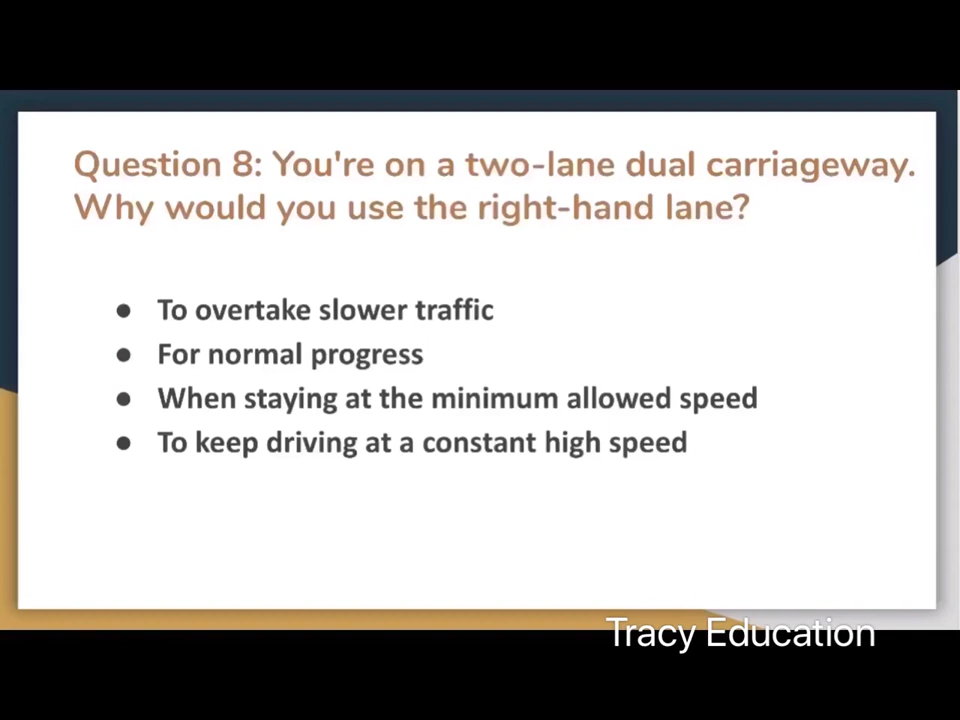 Question 8: You're on a two-lane dual carriageway.
Why would you use the right-hand lane?
● To overtake slower traffic
● For normal progress
● When staying at the minimum allowed speed
● To keep driving at a constant high speed
Tracy Education